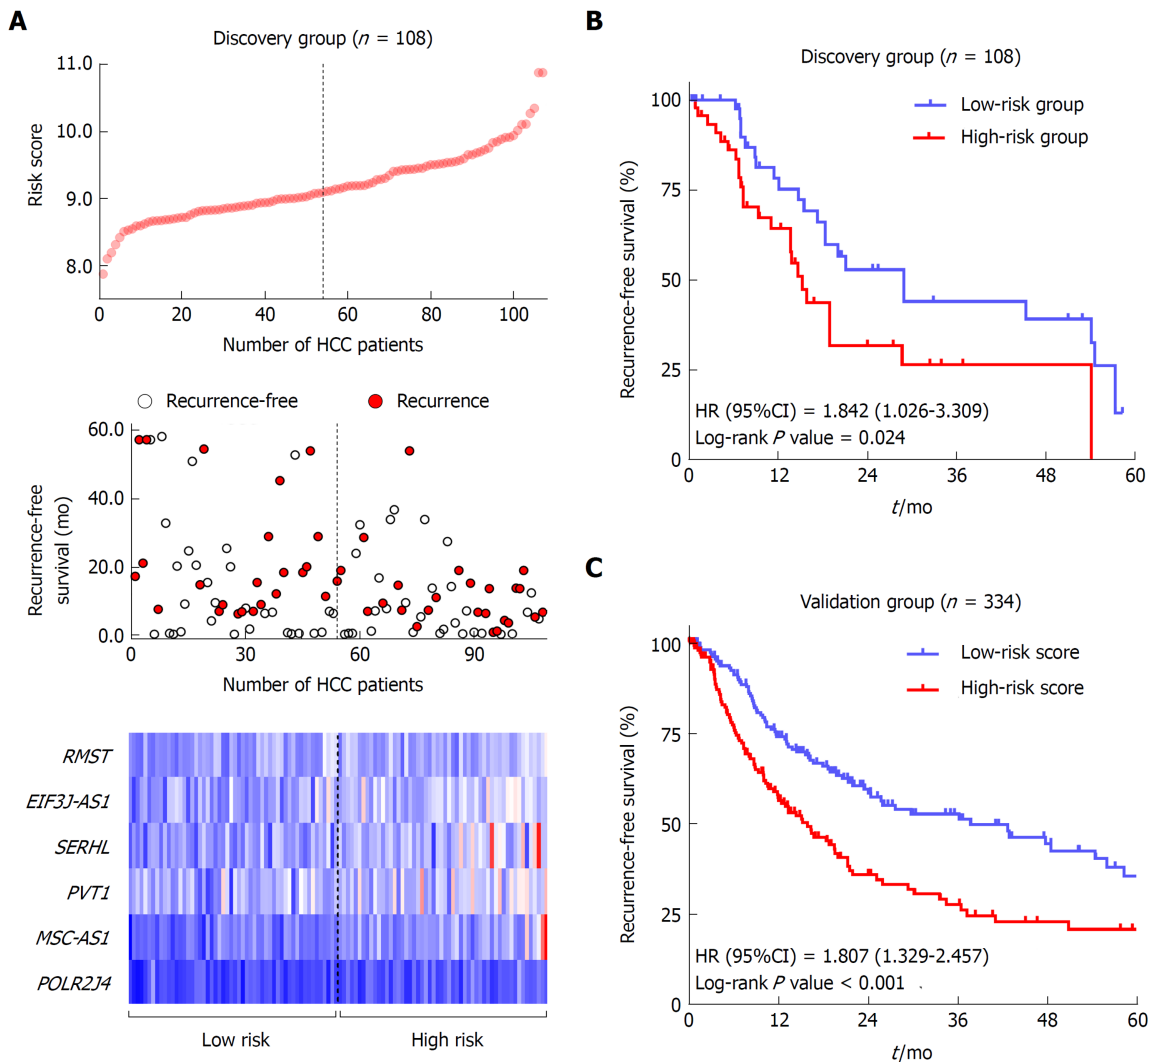 A
Discovery group (n = 108)
11.0
10.0
9.0
8.0
Risk score
0
20
40
60
80
100
Number of HCC patients
Recurrence-free
Recurrence
60.0
40.0
20.0
0.0
Recurrence-free
survival (mo)
0
30
60
90
Number of HCC patients
RMST
EIF3J-AS1
SERHL
PVT1
MSC-AS1
POLR2J4
Low risk
High risk
B
Discovery group (n = 108)
Low-risk group
High-risk group
100
75
50
25
0
Recurrence-free survival (%)
HR (95%CI) = 1.842 (1.026-3.309)
Log-rank P value = 0.024
0
12
24
36
48
60
t/mo
C
Validation group (n = 334)
Low-risk score
High-risk score
100
75
50
25
0
Recurrence-free survival (%)
HR (95%CI) = 1.807 (1.329-2.457)
Log-rank P value < 0.001
0
12
24
36
48
60
t/mo